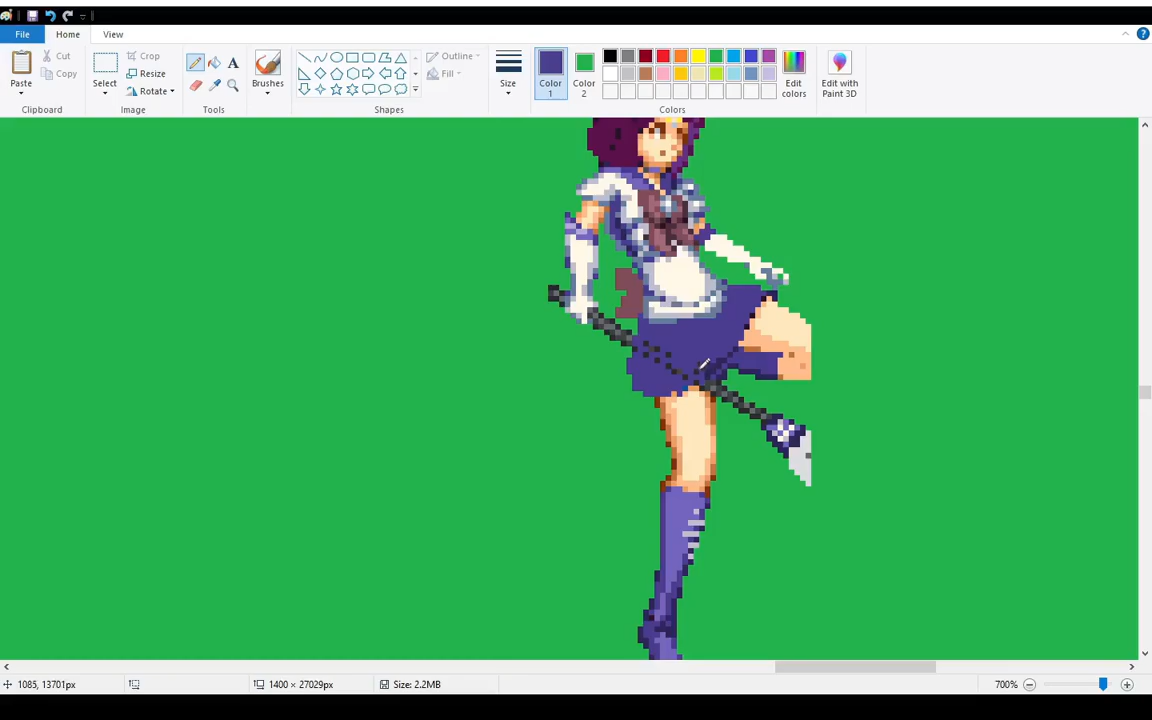 File Home View
Paste
Cut
Copy
Clipboard
Select
Crop
Resize
Rotate
Image
A
Tools
Brushes
Outline
Fill
Shapes
Size
Color 1
Color 2
Colors
Edit colors
Edit with Paint 3D
1085, 13701px
1400 × 27029px
Size: 2.2MB
700%